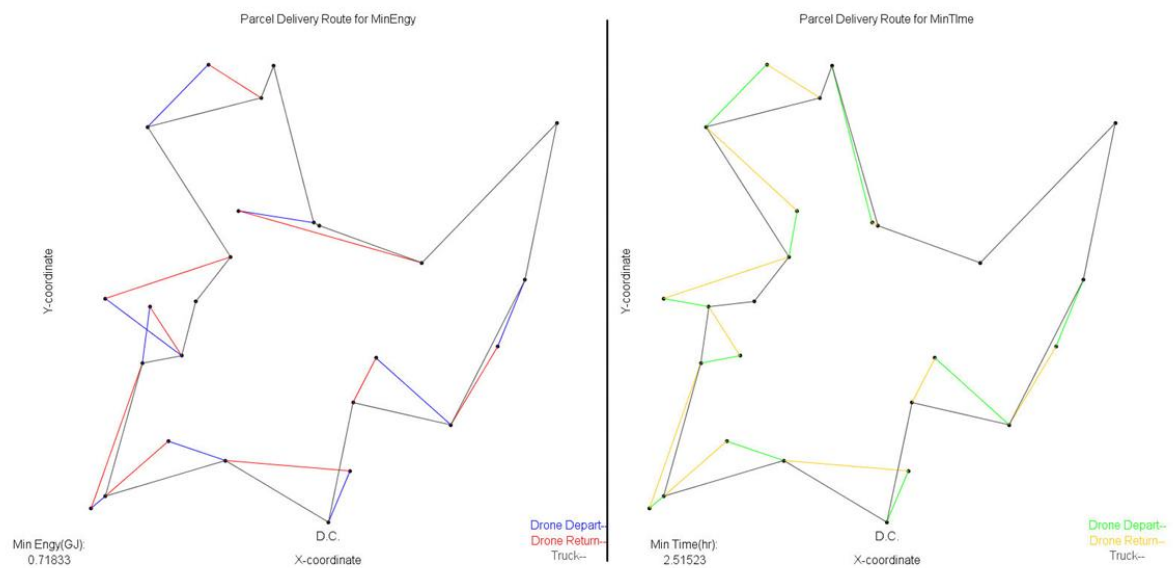 Parcel Delivery Route for MinEngy
Y-coordinate
D.C.
X-coordinate
Min Engy(GJ):
0.71833
Drone Depart--
Drone Return--
Truck--
Parcel Delivery Route for MinTIme
Y-coordinate
D.C.
X-coordinate
Min Time(hr):
2.51523
Drone Depart--
Drone Return--
Truck--